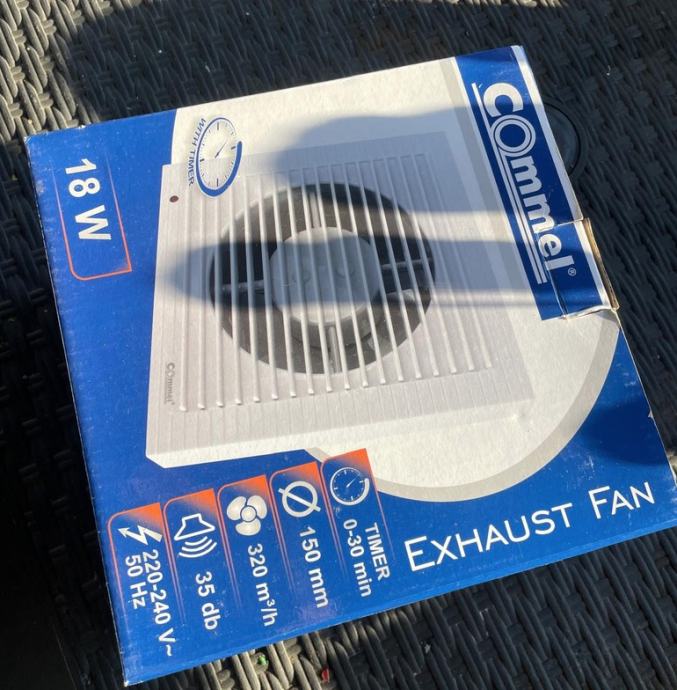 Commel®
WITH TIMER
18 W
Commel
EXHAUST FAN
TIMER
0-30 min
150 mm
320 m³/h
35 db
220-240 V~
50 Hz